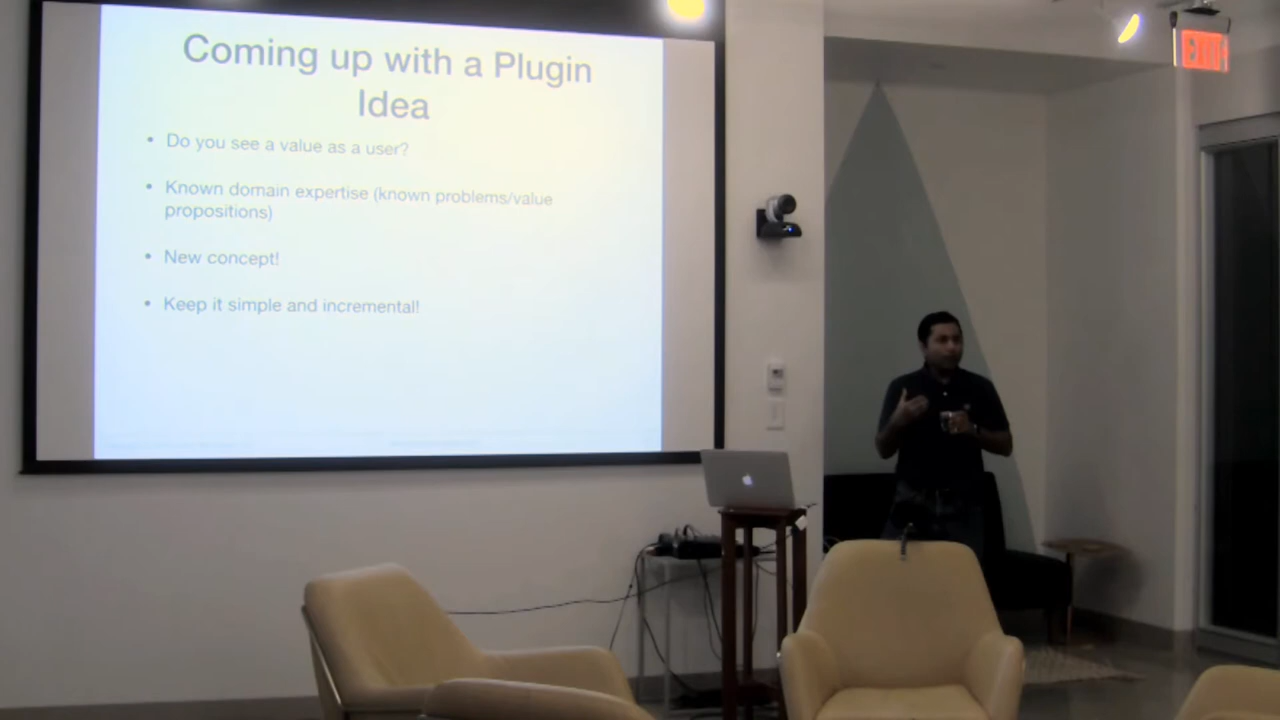 Coming up with a Plugin
Idea
• Do you see a value as a user?
• Known domain expertise (known problems/value
propositions)
• New concept!
• Keep it simple and incremental!
EXIT